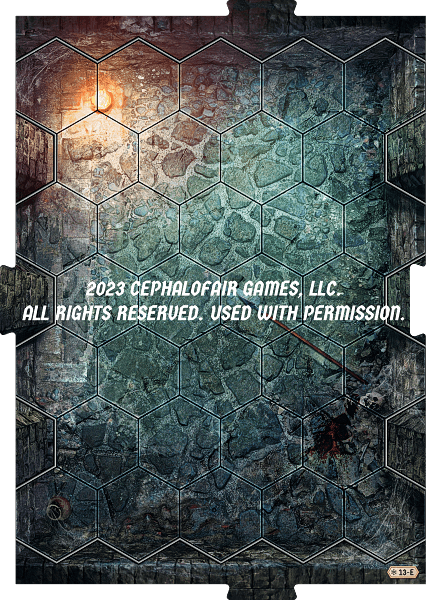 2023 CEPHALOFAIR GAMES, LLC.
ALL RIGHTS RESERVED. USED WITH PERMISSION.
13-E